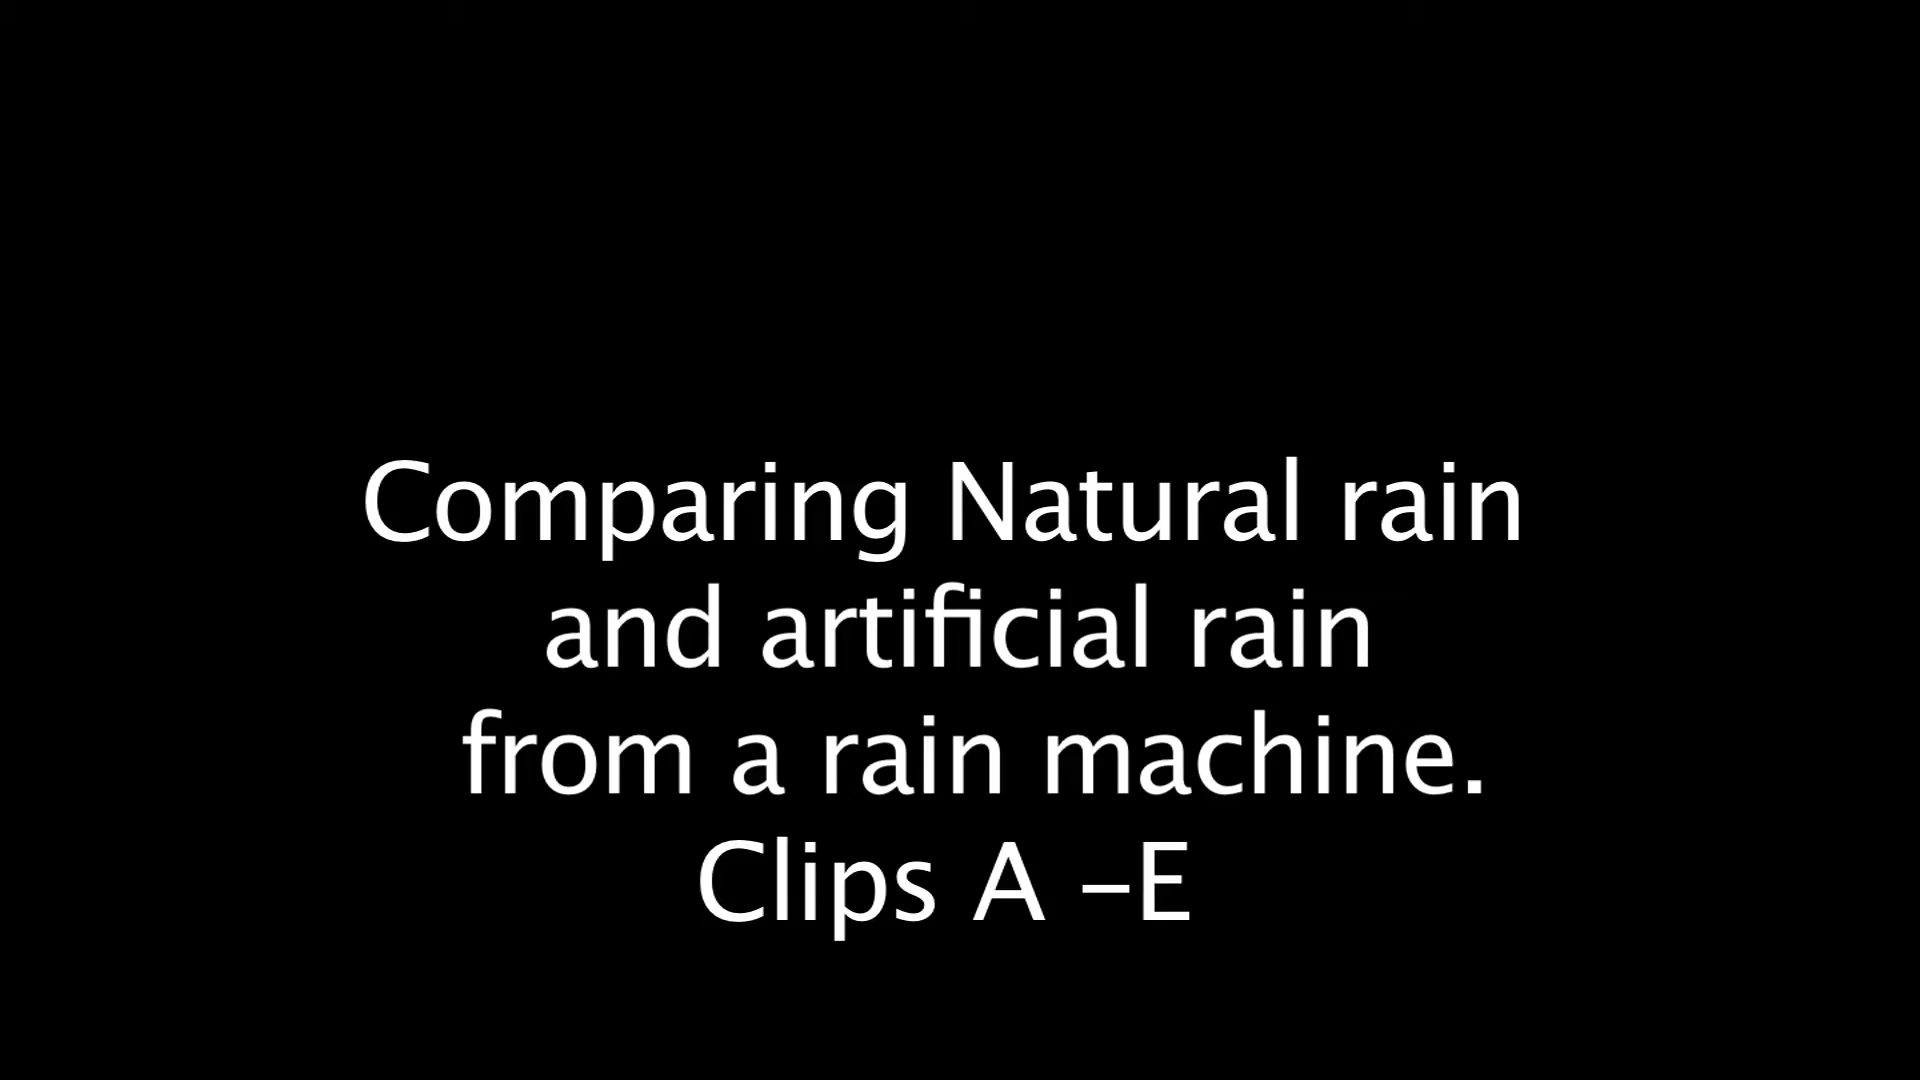 Comparing Natural rain
and artificial rain
from a rain machine.
Clips A -E